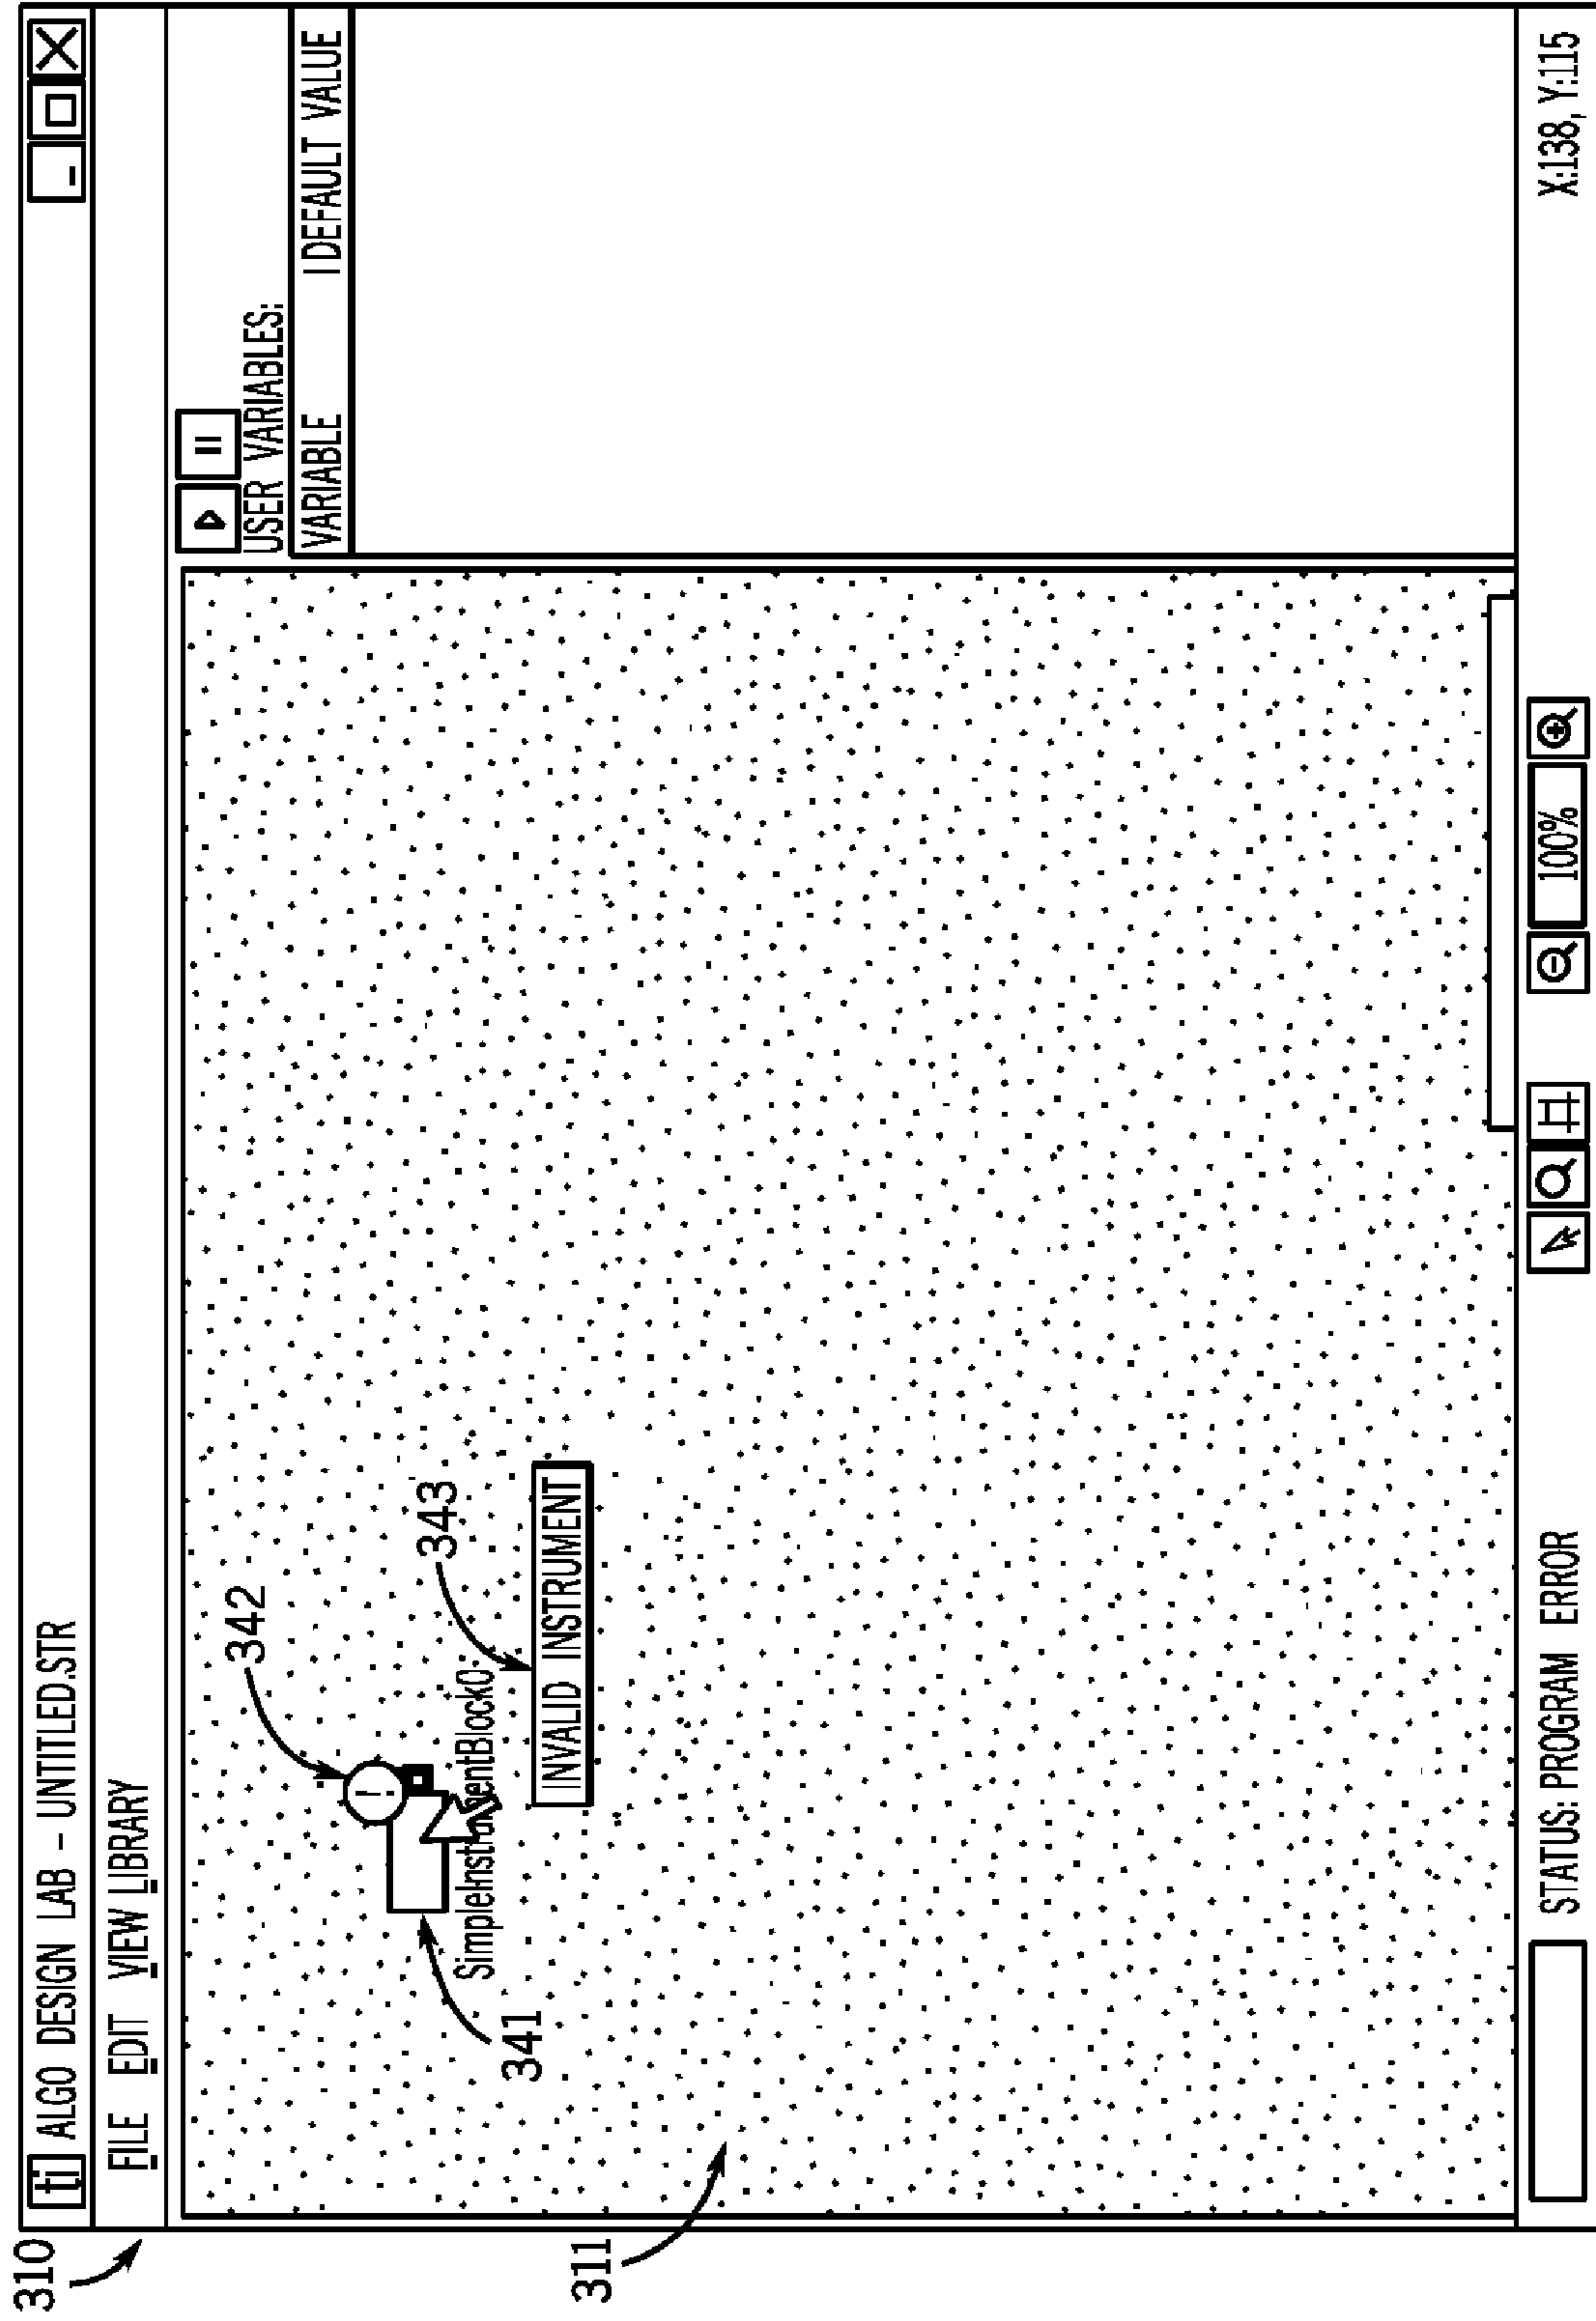 310
ti ALGO DESIGN LAB – UNTITLED.STR
FILE EDIT VIEW LIBRARY
USER VARIABLES:
VARIABLE | DEFAULT VALUE
342
343
341
SimpleInstrumentBlock0
INVALID INSTRUMENT
311
STATUS: PROGRAM ERROR
100%
X:138, Y:115